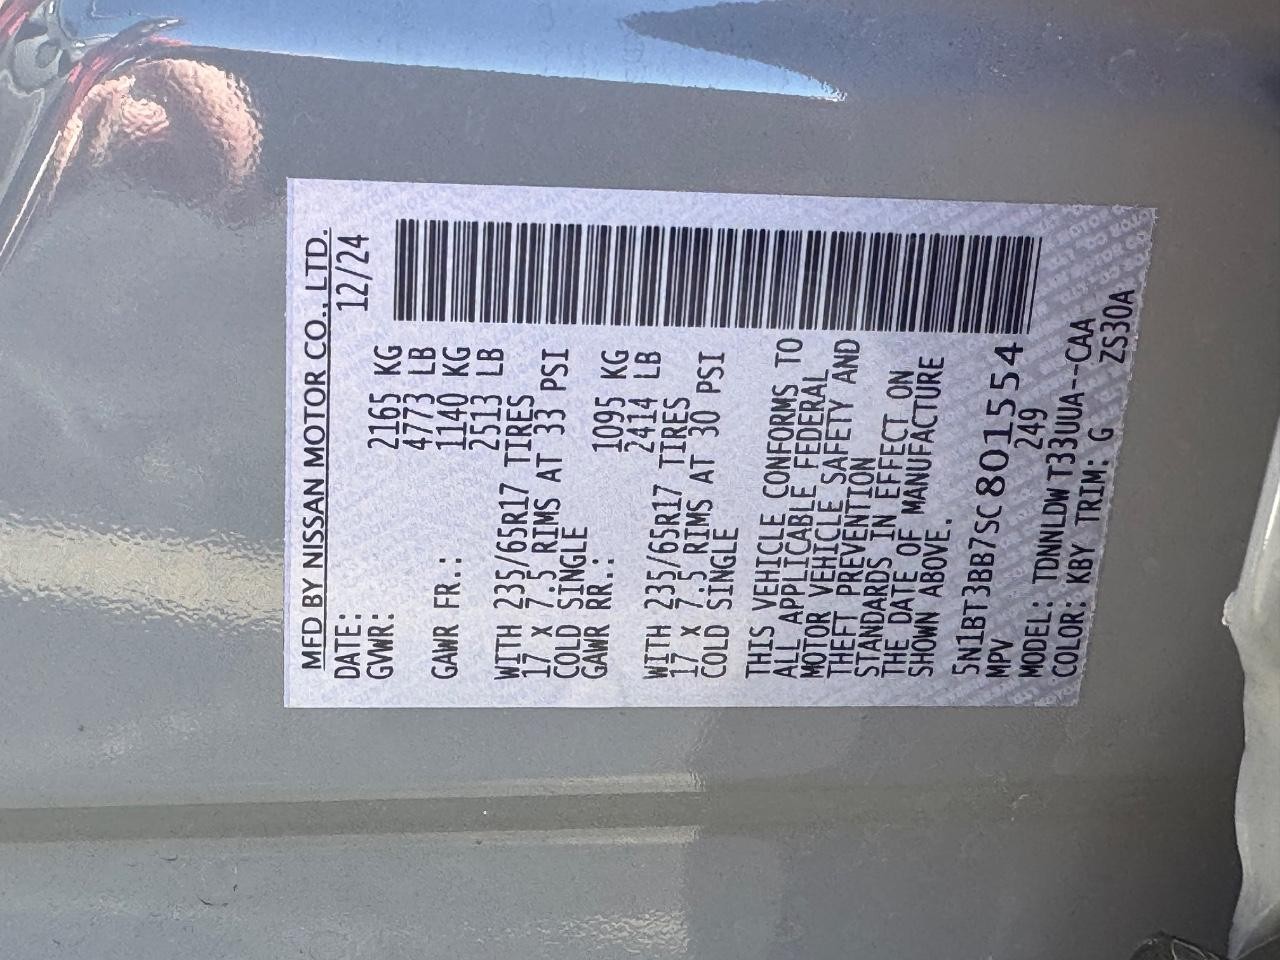 MFD BY NISSAN MOTOR CO., LTD.
DATE: 12/24
GVWR: 2165 KG
4773 LB
GAWR FR.: 1140 KG
2513 LB
WITH 235/65R17 TIRES
17 X 7.5 RIMS AT 33 PSI
COLD SINGLE
GAWR RR.: 1095 KG
2414 LB
WITH 235/65R17 TIRES
17 X 7.5 RIMS AT 30 PSI
COLD SINGLE
THIS VEHICLE CONFORMS TO
ALL APPLICABLE FEDERAL
MOTOR VEHICLE SAFETY AND
THEFT PREVENTION
STANDARDS IN EFFECT ON
THE DATE OF MANUFACTURE
SHOWN ABOVE.
5N1BT3BB7SC801554
MPV 249
MODEL: TDNNLDWT33UUA--CAA
COLOR: KBY TRIM: G ZS30A